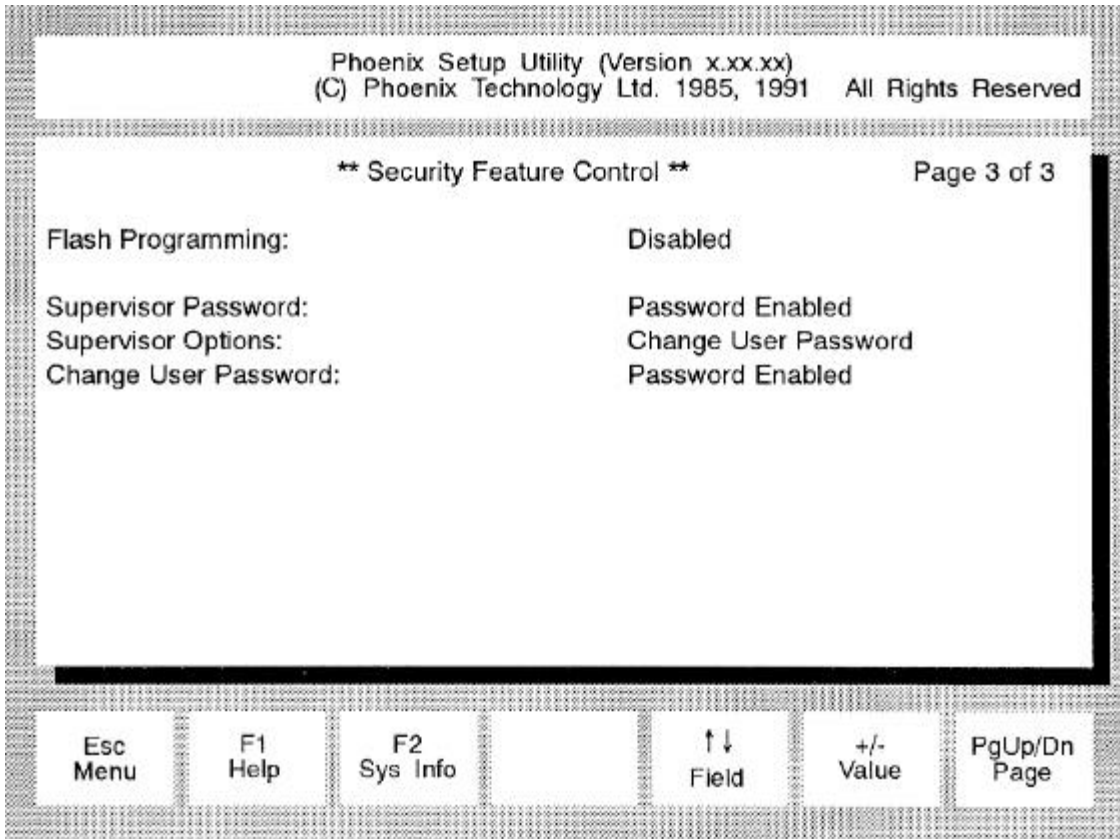 Phoenix Setup Utility (Version x.xx.xx)
(C) Phoenix Technology Ltd. 1985, 1991 All Rights Reserved
** Security Feature Control ** Page 3 of 3
Flash Programming: Disabled
Supervisor Password: Password Enabled
Supervisor Options: Change User Password
Change User Password: Password Enabled
Esc
Menu
F1
Help
F2
Sys Info
↑↓
Field
+/-
Value
PgUp/Dn
Page